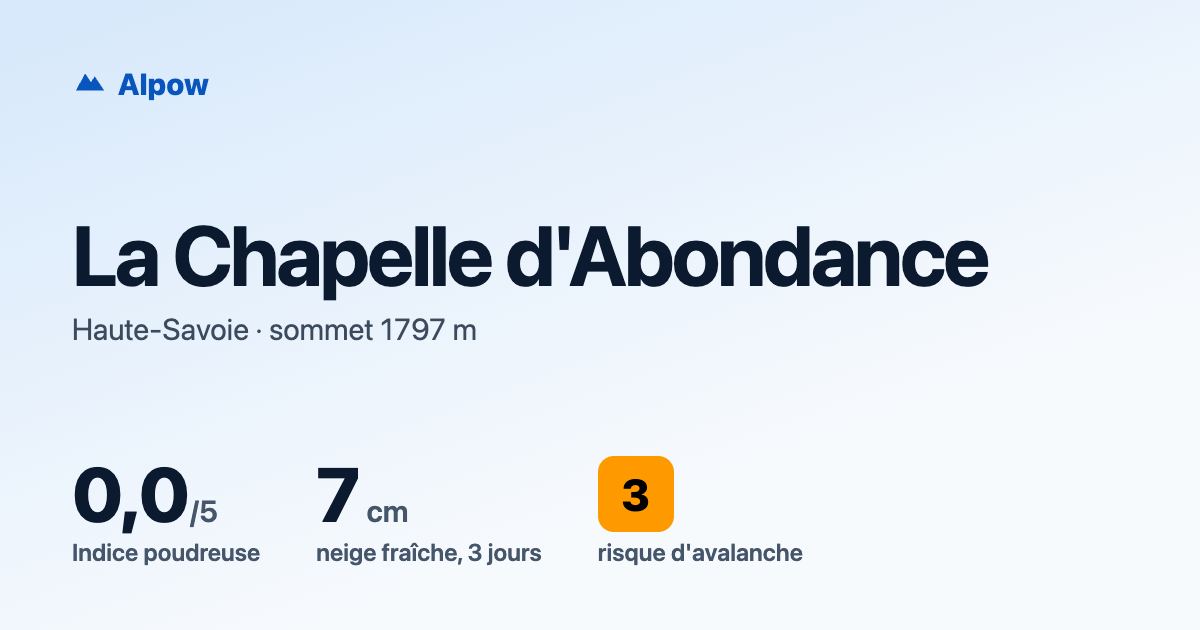 Alpow
La Chapelle d'Abondance
Haute-Savoie · sommet 1797 m
0,0/5
Indice poudreuse
7 cm
neige fraîche, 3 jours
3
risque d'avalanche